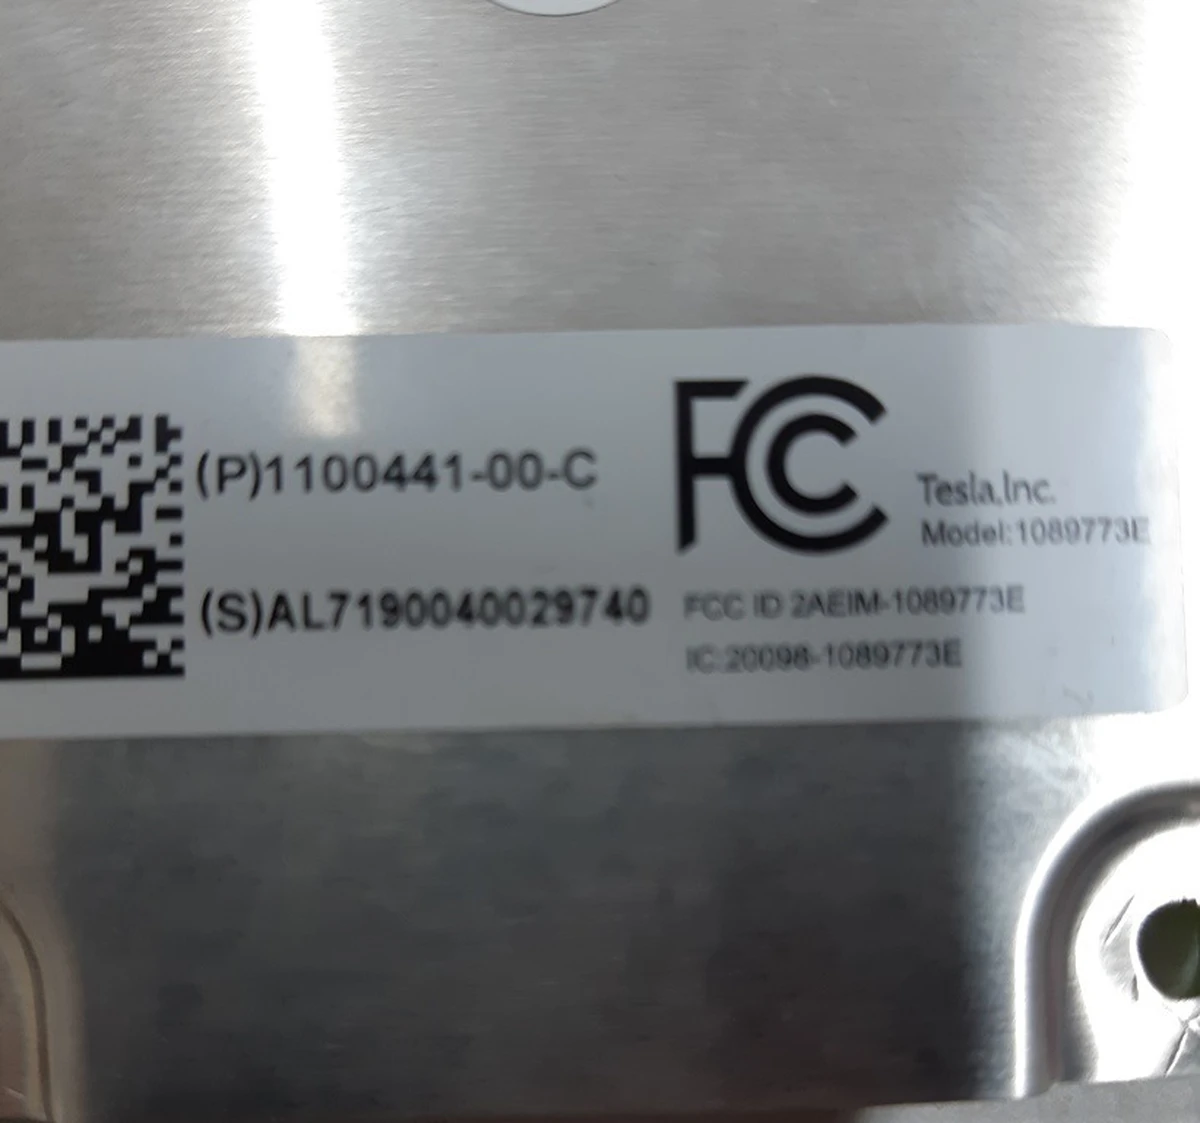 (P)1100441-00-C
(S)AL7190040029740
FC
Tesla,Inc.
Model:1089773E
FCC ID 2AEIM-1089773E
IC:20098-1089773E